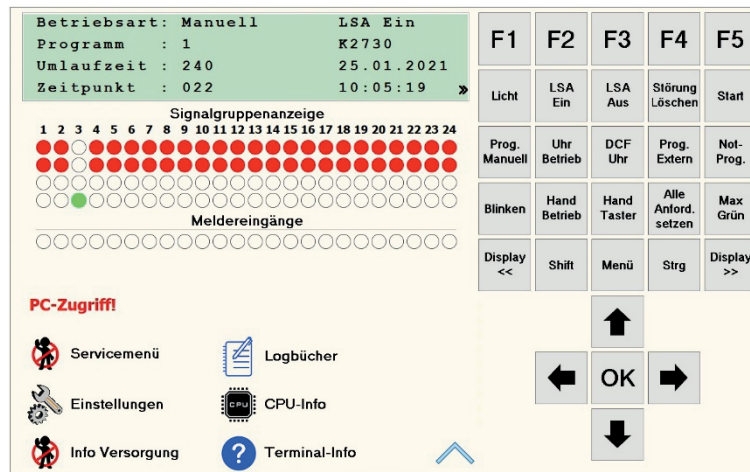 Betriebsart: Manuell LSA Ein
Programm : 1 K2730
Umlaufzeit : 240 25.01.2021
Zeitpunkt : 022 10:05:19 »
Signalgruppenanzeige
1 2 3 4 5 6 7 8 9 10 11 12 13 14 15 16 17 18 19 20 21 22 23 24
Meldereingänge
PC-Zugriff!
Servicemenü
Logbücher
Einstellungen
CPU
CPU-Info
Info Versorgung
?
Terminal-Info
F1 F2 F3 F4 F5
Licht
LSA
Ein
LSA
Aus
Störung
Löschen
Start
Prog.
Manuell
Uhr
Betrieb
DCF
Uhr
Prog.
Extern
Not-
Prog.
Blinken
Hand
Betrieb
Hand
Taster
Alle
Anford.
setzen
Max
Grün
Display
<<
Shift
Menü
Strg
Display
>>
OK